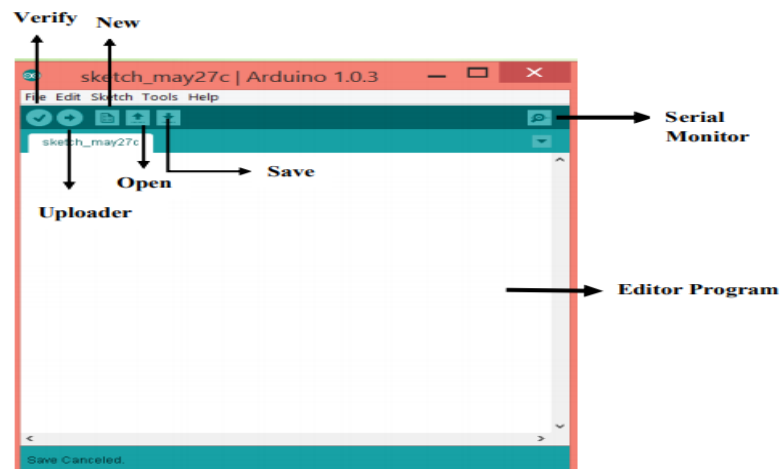 Verify New
sketch_may27c | Arduino 1.0.3
File Edit Sketch Tools Help
sketch_may27c
Serial
Monitor
Save
Open
Uploader
Editor Program
Save Canceled.